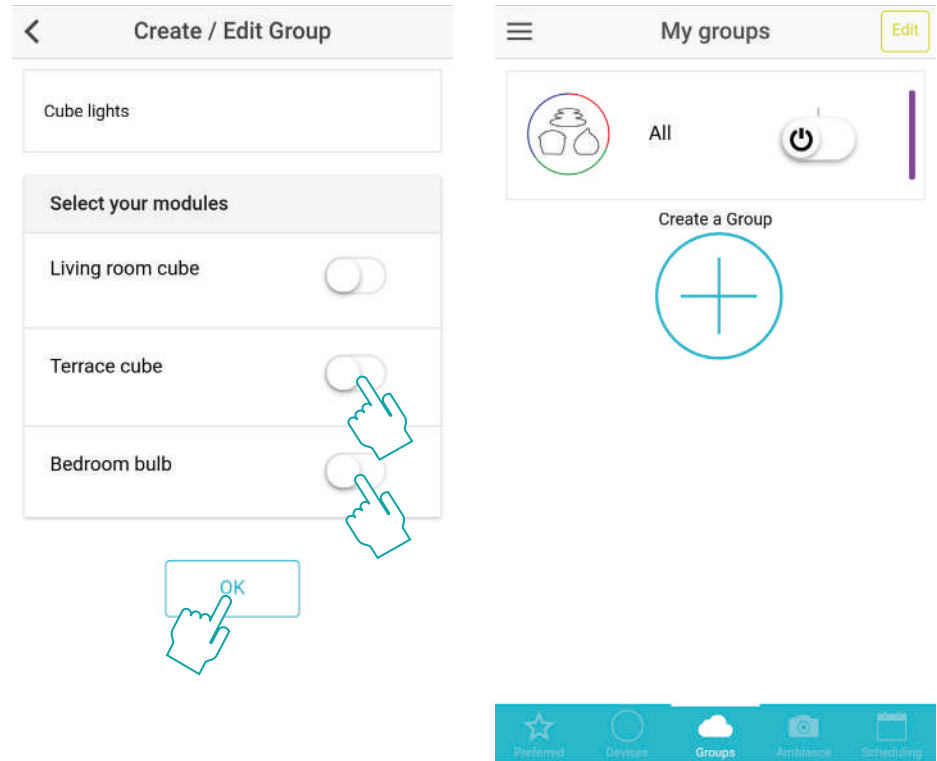 Create / Edit Group
Cube lights
Select your modules
Living room cube
Terrace cube
Bedroom bulb
OK
My groups
Edit
All
Create a Group
Preferred
Devices
Groups
Ambiance
Scheduling